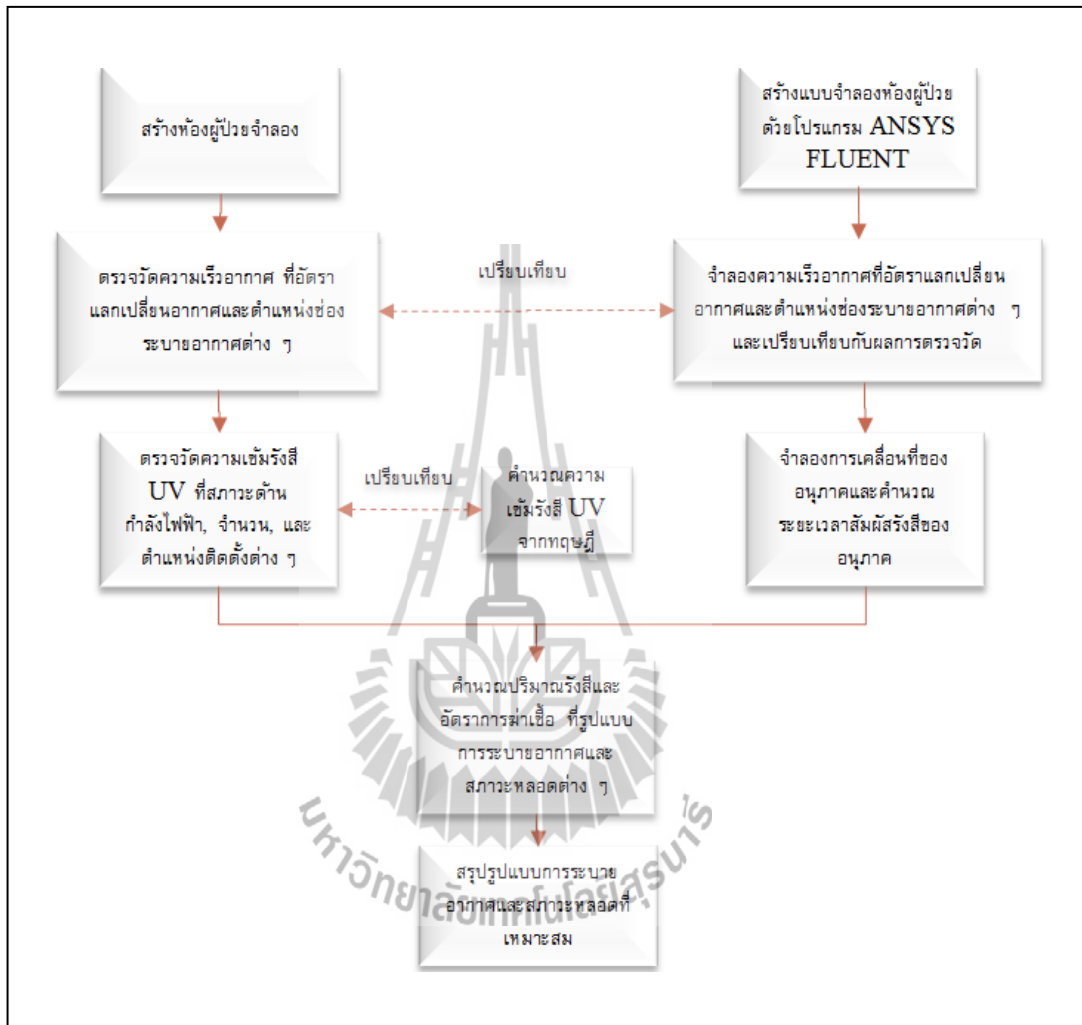 สร้างห้องผู้ป่วยจำลอง
สร้างแบบจำลองห้องผู้ป่วย
ด้วยโปรแกรม ANSYS
FLUENT
ตรวจวัดความเร็วอากาศ ที่อัตรา
แลกเปลี่ยนอากาศและตำแหน่งช่อง
ระบายอากาศต่าง ๆ
เปรียบเทียบ
จำลองความเร็วอากาศที่อัตราแลกเปลี่ยน
อากาศและตำแหน่งช่องระบายอากาศต่าง ๆ
และเปรียบเทียบกับผลการตรวจวัด
ตรวจวัดความเข้มรังสี
UV ที่สภาวะด้าน
กำลังไฟฟ้า, จำนวน, และ
ตำแหน่งติดตั้งต่าง ๆ
เปรียบเทียบ
คำนวณความ
เข้มรังสี UV
จากทฤษฎี
จำลองการเคลื่อนที่ของ
อนุภาคและคำนวณ
ระยะเวลาสัมผัสรังสีของ
อนุภาค
คำนวณปริมาณรังสีและ
อัตราการฆ่าเชื้อ ที่รูปแบบ
การระบายอากาศและ
สภาวะหลอดต่าง ๆ
สรุปรูปแบบการระบาย
อากาศและสภาวะหลอดที่
เหมาะสม
มหาวิทยาลัยเทคโนโลยีสุรนารี